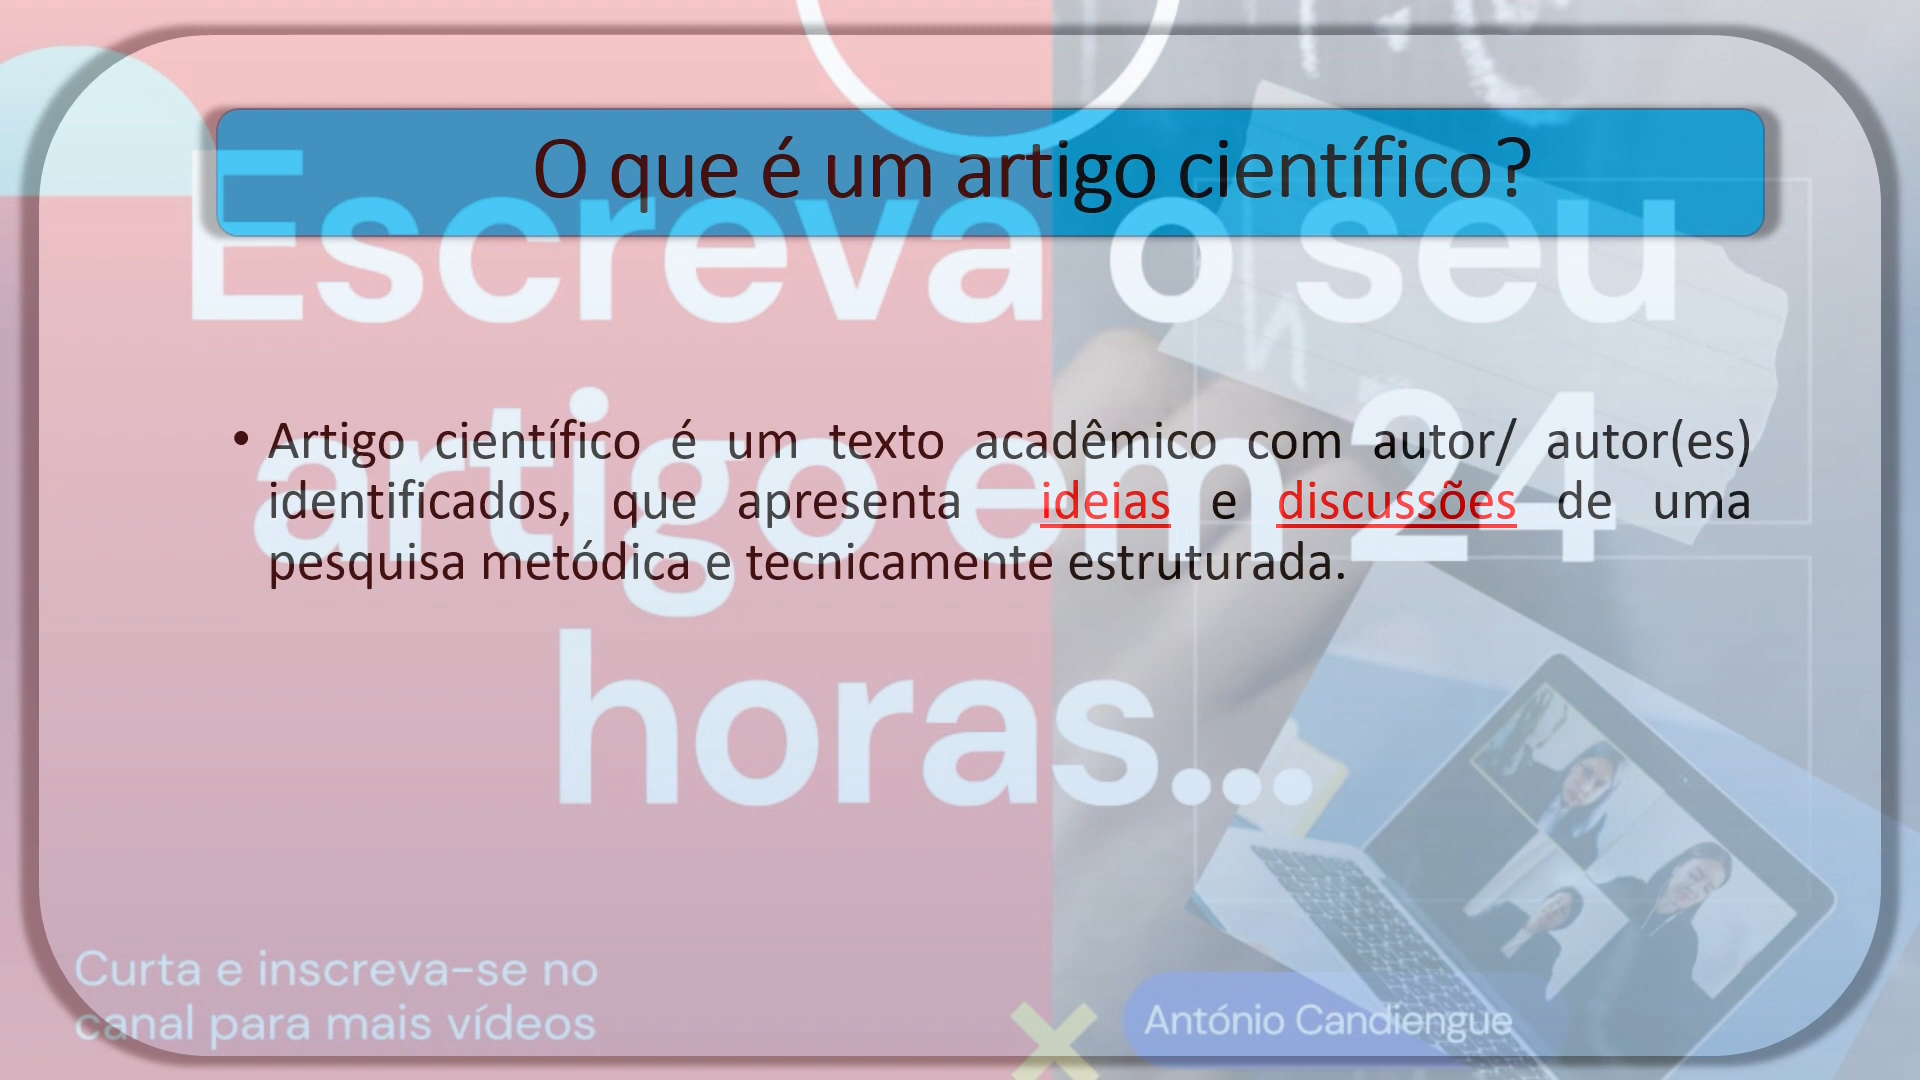 O que é um artigo científico?
Escreva o seu
artigo em 24
horas...
• Artigo científico é um texto acadêmico com autor/ autor(es)
identificados, que apresenta ideias e discussões de uma
pesquisa metódica e tecnicamente estruturada.
Curta e inscreva-se no
canal para mais vídeos
António Candiengue